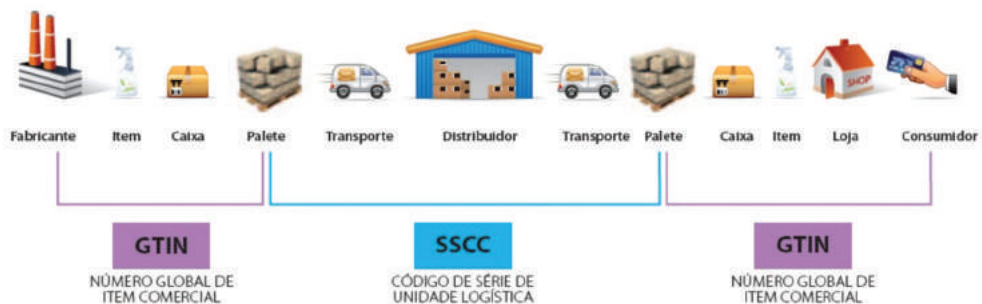 SHOP
Fabricante Item Caixa Palete Transporte Distribuidor Transporte Palete Caixa Item Loja Consumidor
GTIN SSCC GTIN
NÚMERO GLOBAL DE CÓDIGO DE SÉRIE DE NÚMERO GLOBAL DE
ITEM COMERCIAL UNIDADE LOGÍSTICA ITEM COMERCIAL